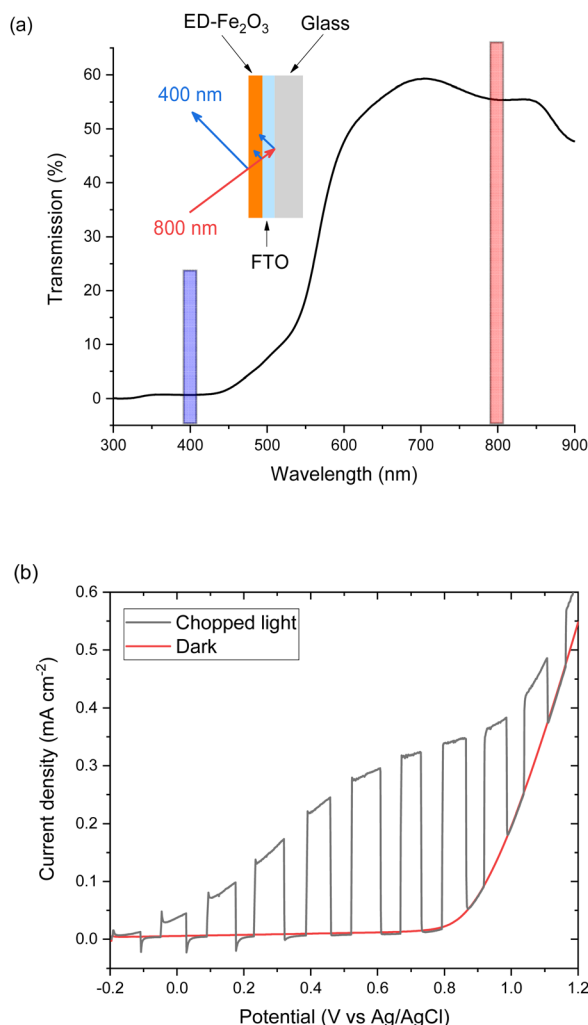 (a)
ED-Fe₂O₃
Glass
400 nm
800 nm
FTO
Transmission (%)
60
50
40
30
20
10
0
300
400
500
600
700
800
900
Wavelength (nm)
(b)
Chopped light
Dark
Current density (mA cm⁻²)
0.6
0.5
0.4
0.3
0.2
0.1
0.0
-0.2
0.0
0.2
0.4
0.6
0.8
1.0
1.2
Potential (V vs Ag/AgCl)